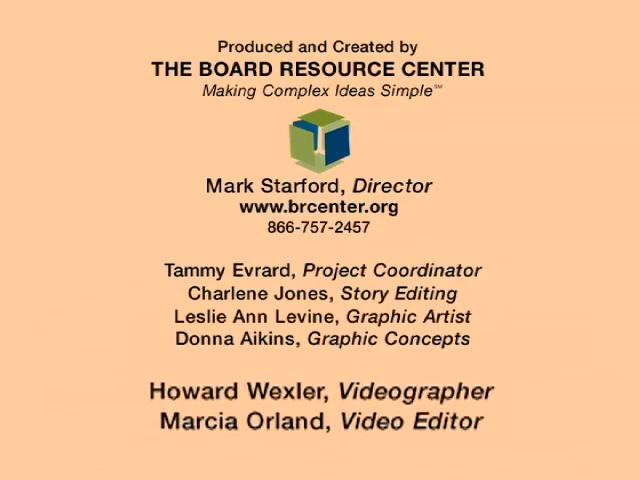 Produced and Created by
THE BOARD RESOURCE CENTER
Making Complex Ideas Simple℠
Mark Starford, Director
www.brcenter.org
866-757-2457
Tammy Evrard, Project Coordinator
Charlene Jones, Story Editing
Leslie Ann Levine, Graphic Artist
Donna Aikins, Graphic Concepts
Howard Wexler, Videographer
Marcia Orland, Video Editor